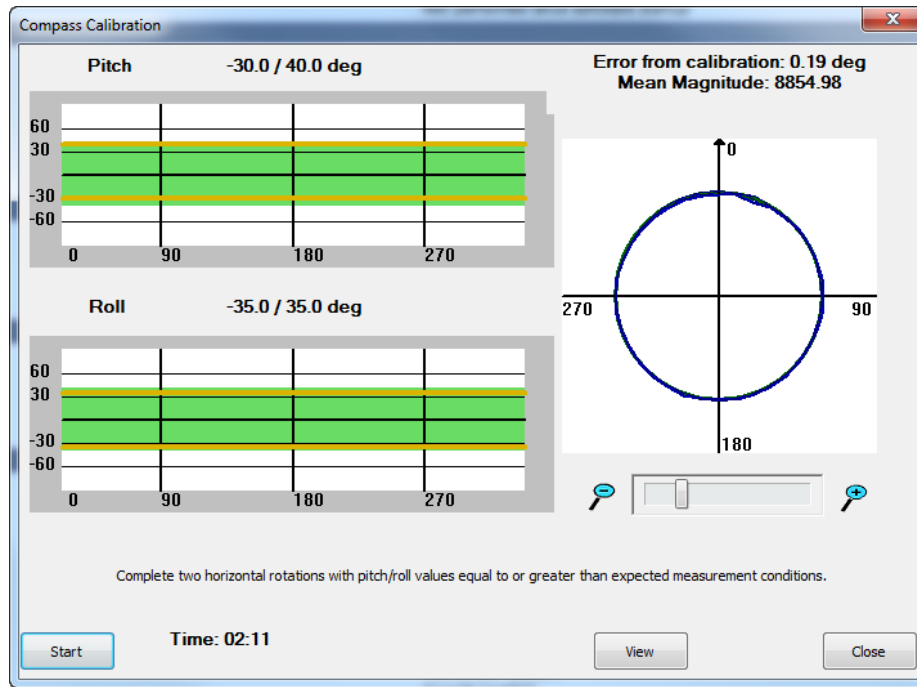 Compass Calibration
Pitch -30.0 / 40.0 deg
Error from calibration: 0.19 deg
Mean Magnitude: 8854.98
60
30
-30
-60
0 90 180 270
0
270 90
180
Roll -35.0 / 35.0 deg
60
30
-30
-60
0 90 180 270
Complete two horizontal rotations with pitch/roll values equal to or greater than expected measurement conditions.
Start Time: 02:11 View Close